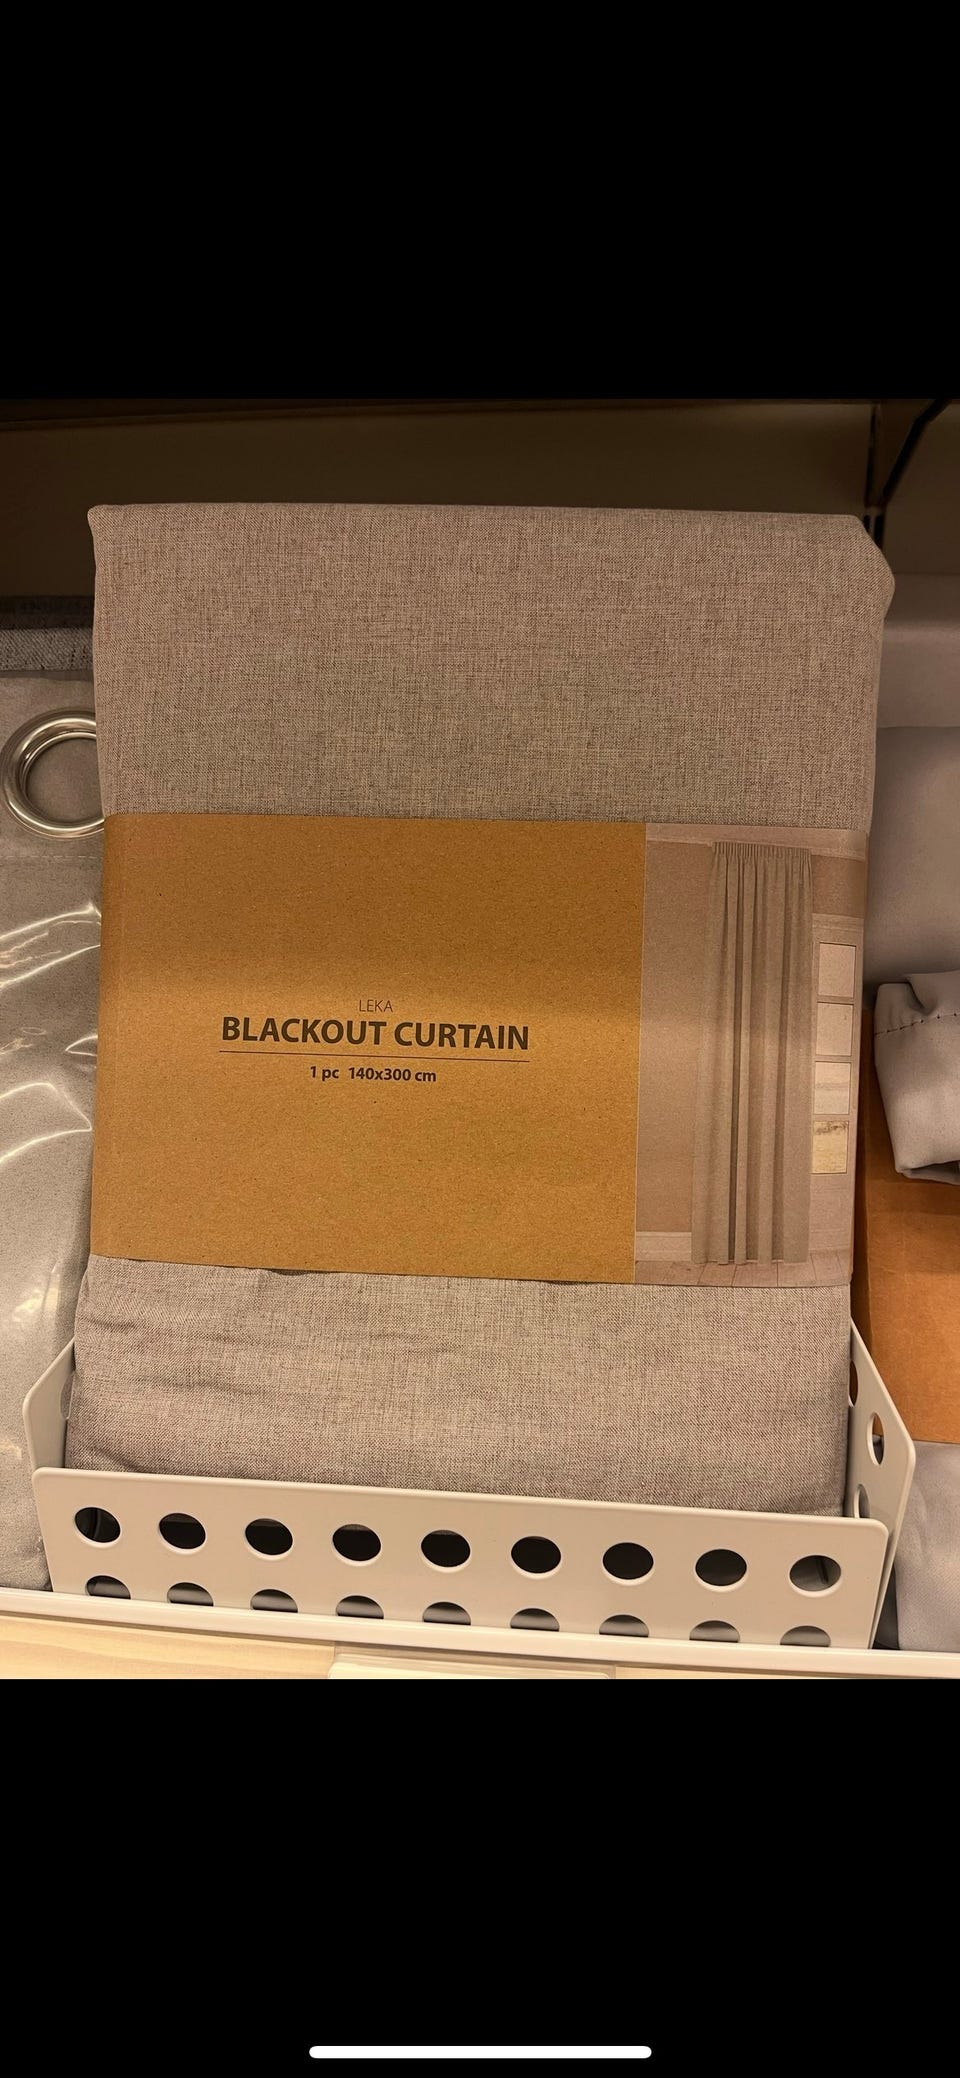 LEKA
BLACKOUT CURTAIN
1 pc 140x300 cm